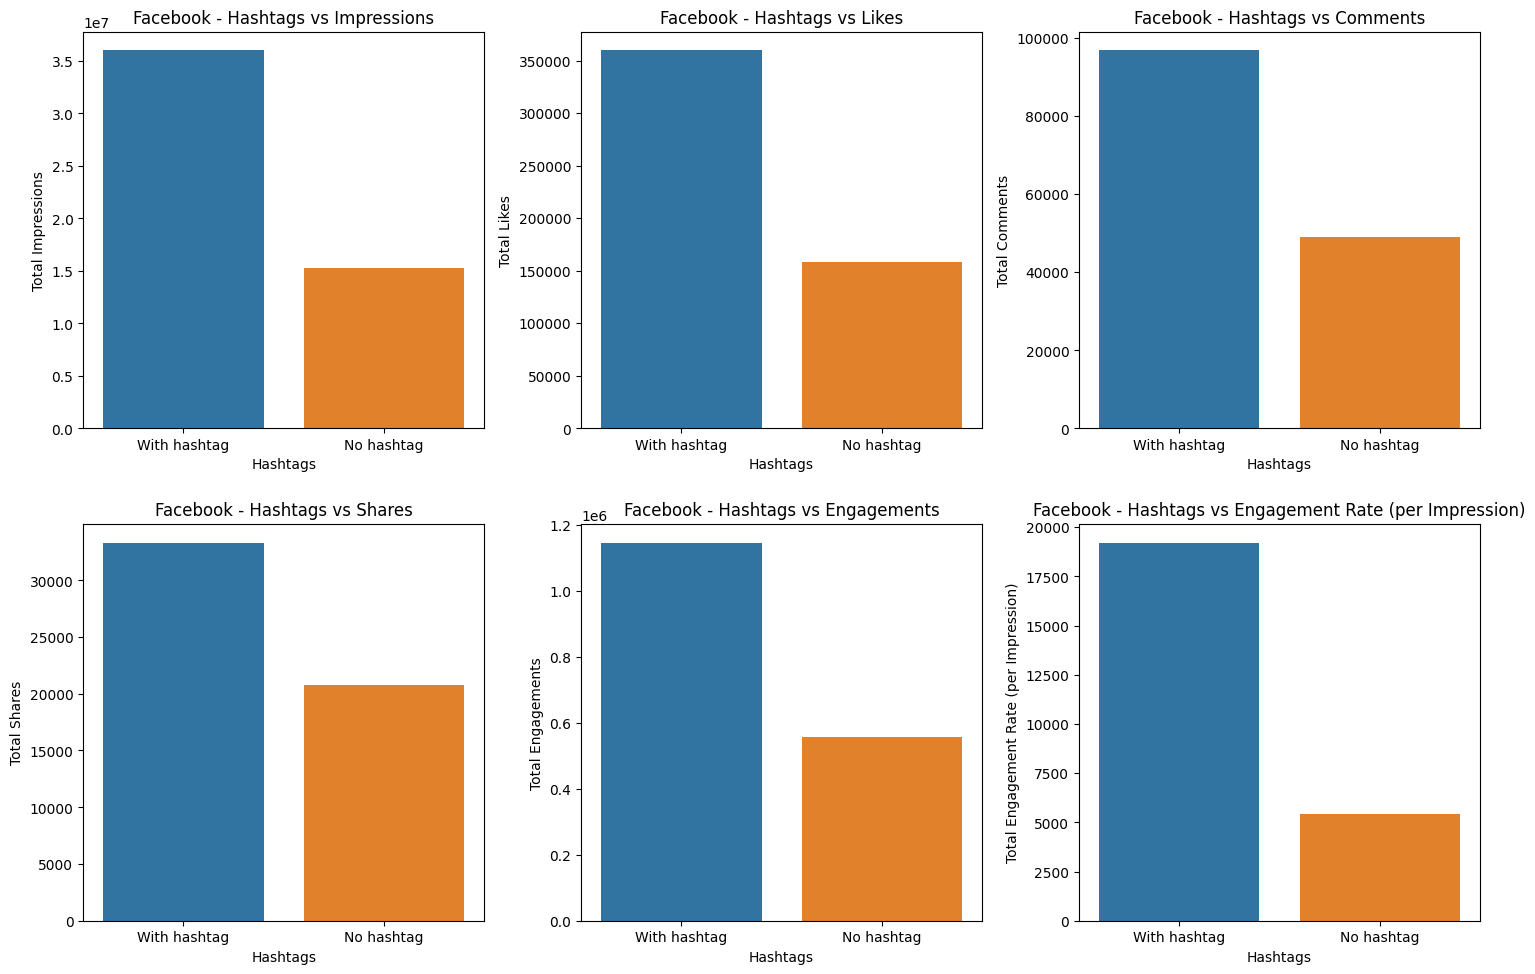 Facebook - Hashtags vs Impressions
1e7
3.5
3.0
2.5
2.0
1.5
1.0
0.5
0.0
Total Impressions
With hashtag
No hashtag
Hashtags
Facebook - Hashtags vs Likes
350000
300000
250000
200000
150000
100000
50000
0
Total Likes
With hashtag
No hashtag
Hashtags
Facebook - Hashtags vs Comments
100000
80000
60000
40000
20000
0
Total Comments
With hashtag
No hashtag
Hashtags
Facebook - Hashtags vs Shares
30000
25000
20000
15000
10000
5000
0
Total Shares
With hashtag
No hashtag
Hashtags
Facebook - Hashtags vs Engagements
1e6
1.2
1.0
0.8
0.6
0.4
0.2
0.0
Total Engagements
With hashtag
No hashtag
Hashtags
Facebook - Hashtags vs Engagement Rate (per Impression)
20000
17500
15000
12500
10000
7500
5000
2500
0
Total Engagement Rate (per Impression)
With hashtag
No hashtag
Hashtags